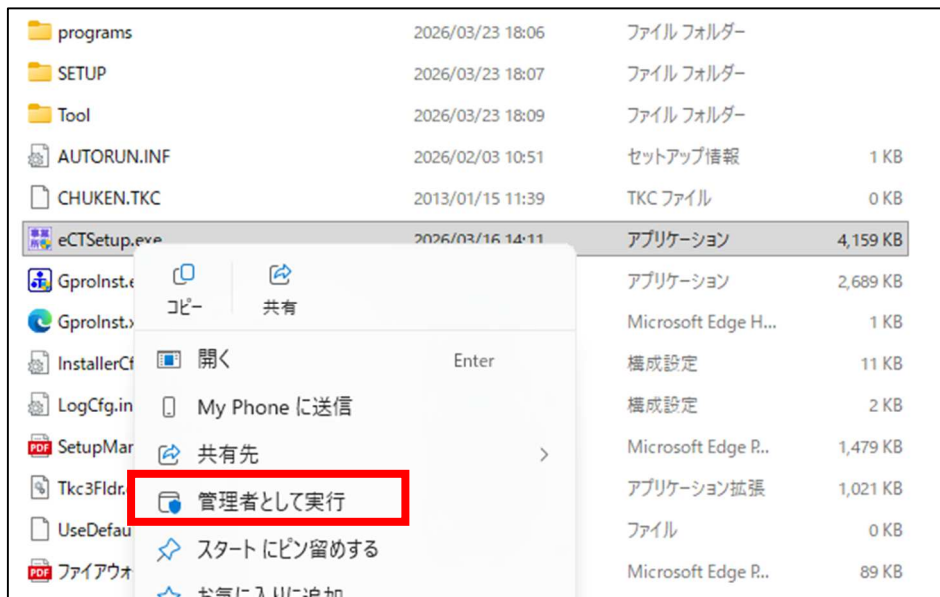 programs 2026/03/23 18:06 ファイル フォルダー
SETUP 2026/03/23 18:07 ファイル フォルダー
Tool 2026/03/23 18:09 ファイル フォルダー
AUTORUN.INF 2026/02/03 10:51 セットアップ情報 1 KB
CHUKEN.TKC 2013/01/15 11:39 TKC ファイル 0 KB
eCTSetup.exe 2026/03/16 14:11 アプリケーション 4,159 KB
GproInst.e アプリケーション 2,689 KB
コピー 共有
GproInst.x Microsoft Edge H... 1 KB
開く Enter
InstallerCf 構成設定 11 KB
My Phone に送信
LogCfg.in 構成設定 2 KB
共有先
SetupMar Microsoft Edge P... 1,479 KB
管理者として実行
Tkc3Fldr. アプリケーション拡張 1,021 KB
UseDefau ファイル 0 KB
スタート にピン留めする
ファイアウォ Microsoft Edge P... 89 KB
お気に入りに追加